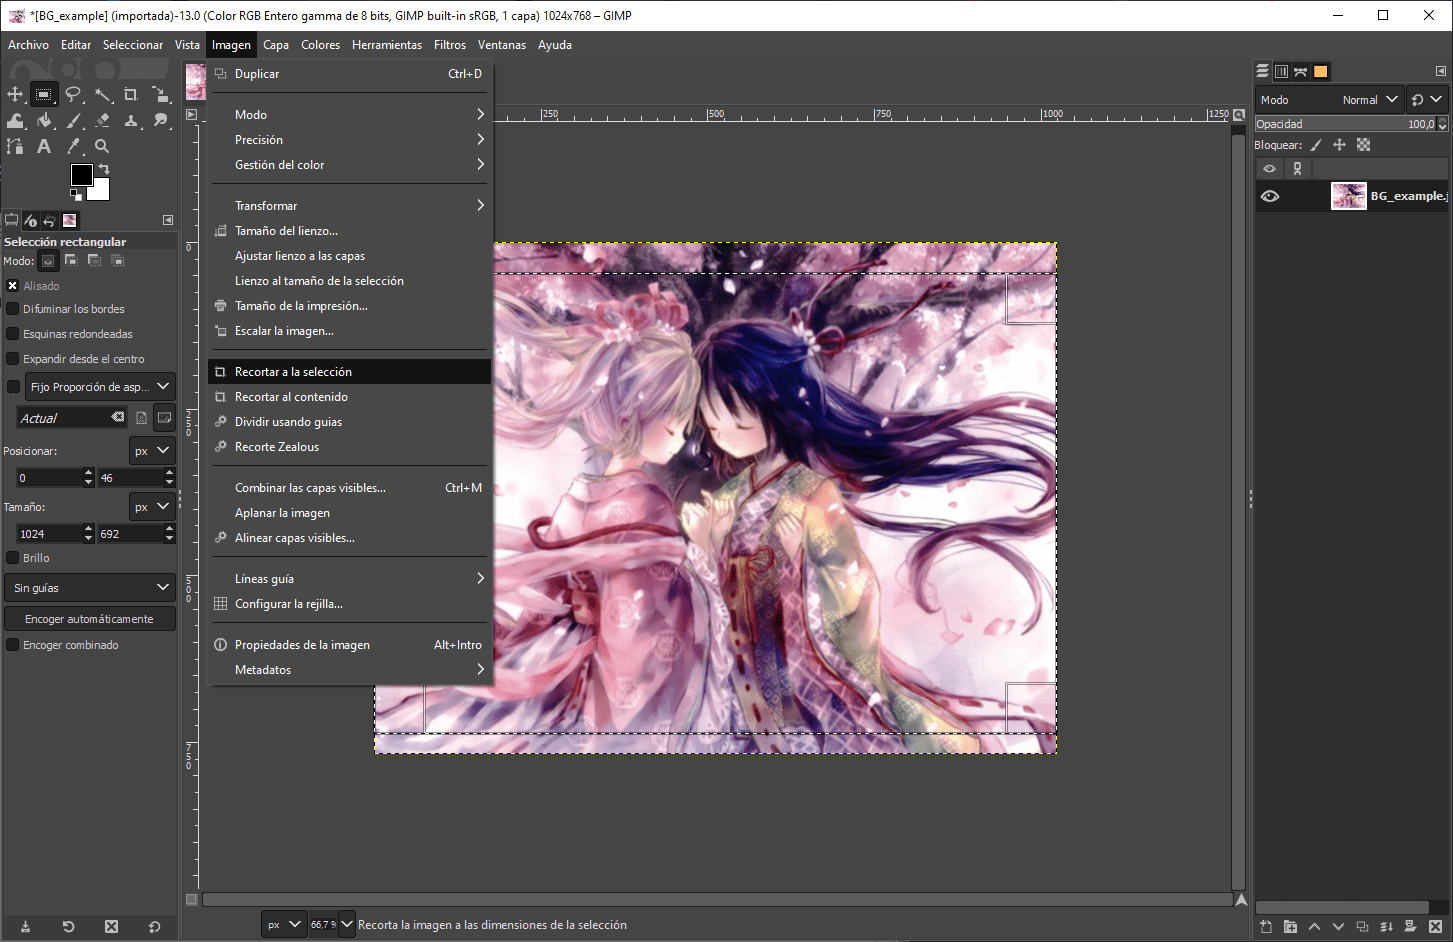 *[BG_example] (importada)-13.0 (Color RGB Entero gamma de 8 bits, GIMP built-in sRGB, 1 capa) 1024x768 – GIMP
Archivo Editar Seleccionar Vista Imagen Capa Colores Herramientas Filtros Ventanas Ayuda
Duplicar Ctrl+D
Modo
Precisión
Gestión del color
Transformar
Tamaño del lienzo...
Ajustar lienzo a las capas
Lienzo al tamaño de la selección
Tamaño de la impresión...
Escalar la imagen...
Recortar a la selección
Recortar al contenido
Dividir usando guias
Recorte Zealous
Combinar las capas visibles... Ctrl+M
Aplanar la imagen
Alinear capas visibles...
Líneas guía
Configurar la rejilla...
Propiedades de la imagen Alt+Intro
Metadatos
Selección rectangular
Modo:
Alisado
Difuminar los bordes
Esquinas redondeadas
Expandir desde el centro
Fijo Proporción de asp...
Actual
Posicionar: px
0 46
Tamaño: px
1024 692
Brillo
Sin guías
Encoger automáticamente
Encoger combinado
250 500 750 1000 1250
0
250
500
750
px 66,7 % Recorta la imagen a las dimensiones de la selección
Modo Normal
Opacidad 100,0
Bloquear:
BG_example.j